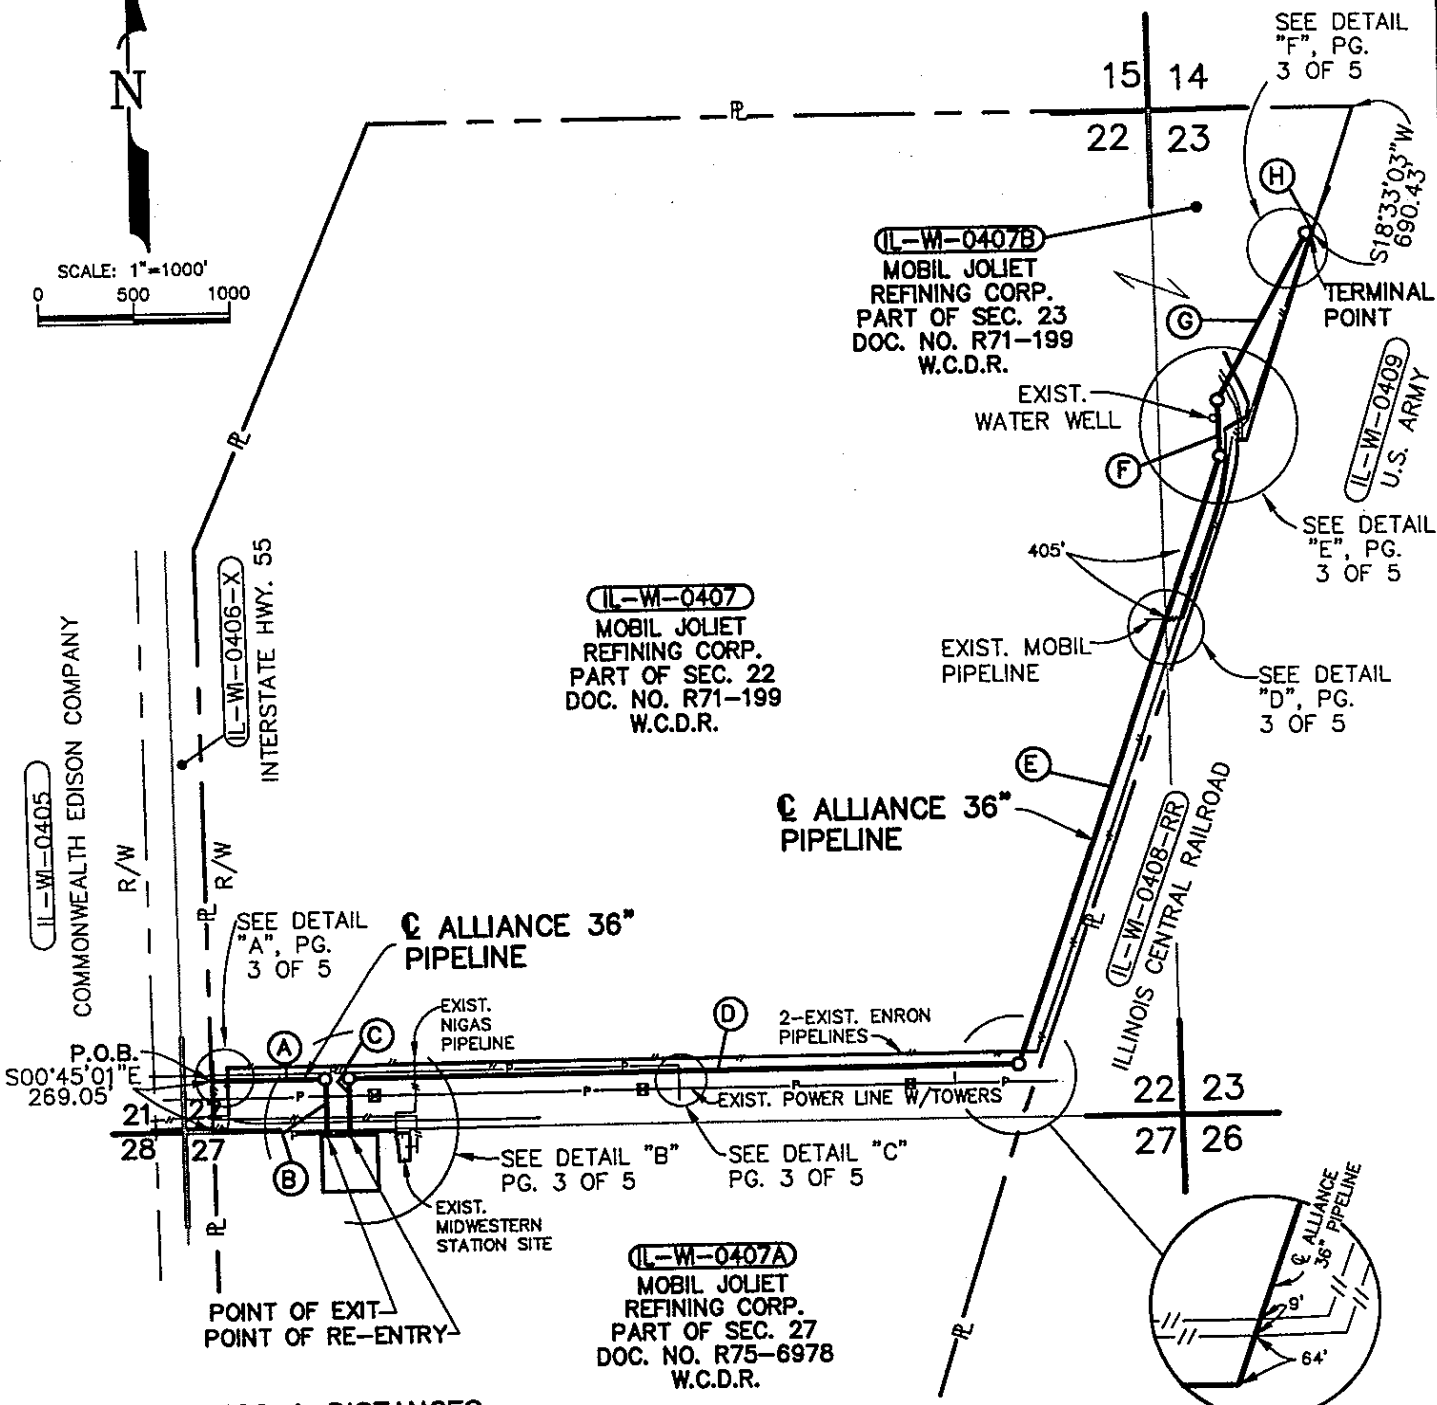 N
SCALE: 1"=1000'
0 500 1000
SEE DETAIL
"F", PG.
3 OF 5
15 14
22 23
PL
H
S18°33'03"W
690.43'
TERMINAL
POINT
IL-WI-0407B
MOBIL JOLIET
REFINING CORP.
PART OF SEC. 23
DOC. NO. R71-199
W.C.D.R.
G
EXIST.
WATER WELL
F
IL-WI-0409
U.S. ARMY
SEE DETAIL
"E", PG.
3 OF 5
PL
405'
EXIST. MOBIL
PIPELINE
SEE DETAIL
"D", PG.
3 OF 5
IL-WI-0407
MOBIL JOLIET
REFINING CORP.
PART OF SEC. 22
DOC. NO. R71-199
W.C.D.R.
IL-WI-0406-X
INTERSTATE HWY. 55
IL-WI-0405
COMMONWEALTH EDISON COMPANY
R/W
R/W
PL
E
℄ ALLIANCE 36"
PIPELINE
IL-WI-0408-RR
ILLINOIS CENTRAL RAILROAD
PL
SEE DETAIL
"A", PG.
3 OF 5
℄ ALLIANCE 36"
PIPELINE
EXIST.
NIGAS
PIPELINE
D
2-EXIST. ENRON
PIPELINES
A
C
P.O.B.
S00°45'01"E
269.05'
P P P P P P
EXIST. POWER LINE W/TOWERS
21 22
28 27
22 23
27 26
B
SEE DETAIL "B"
PG. 3 OF 5
SEE DETAIL "C"
PG. 3 OF 5
EXIST.
MIDWESTERN
STATION SITE
PL
POINT OF EXIT
POINT OF RE-ENTRY
IL-WI-0407A
MOBIL JOLIET
REFINING CORP.
PART OF SEC. 27
DOC. NO. R75-6978
W.C.D.R.
PL
℄ ALLIANCE
36" PIPELINE
9'
64'
& DISTANCES